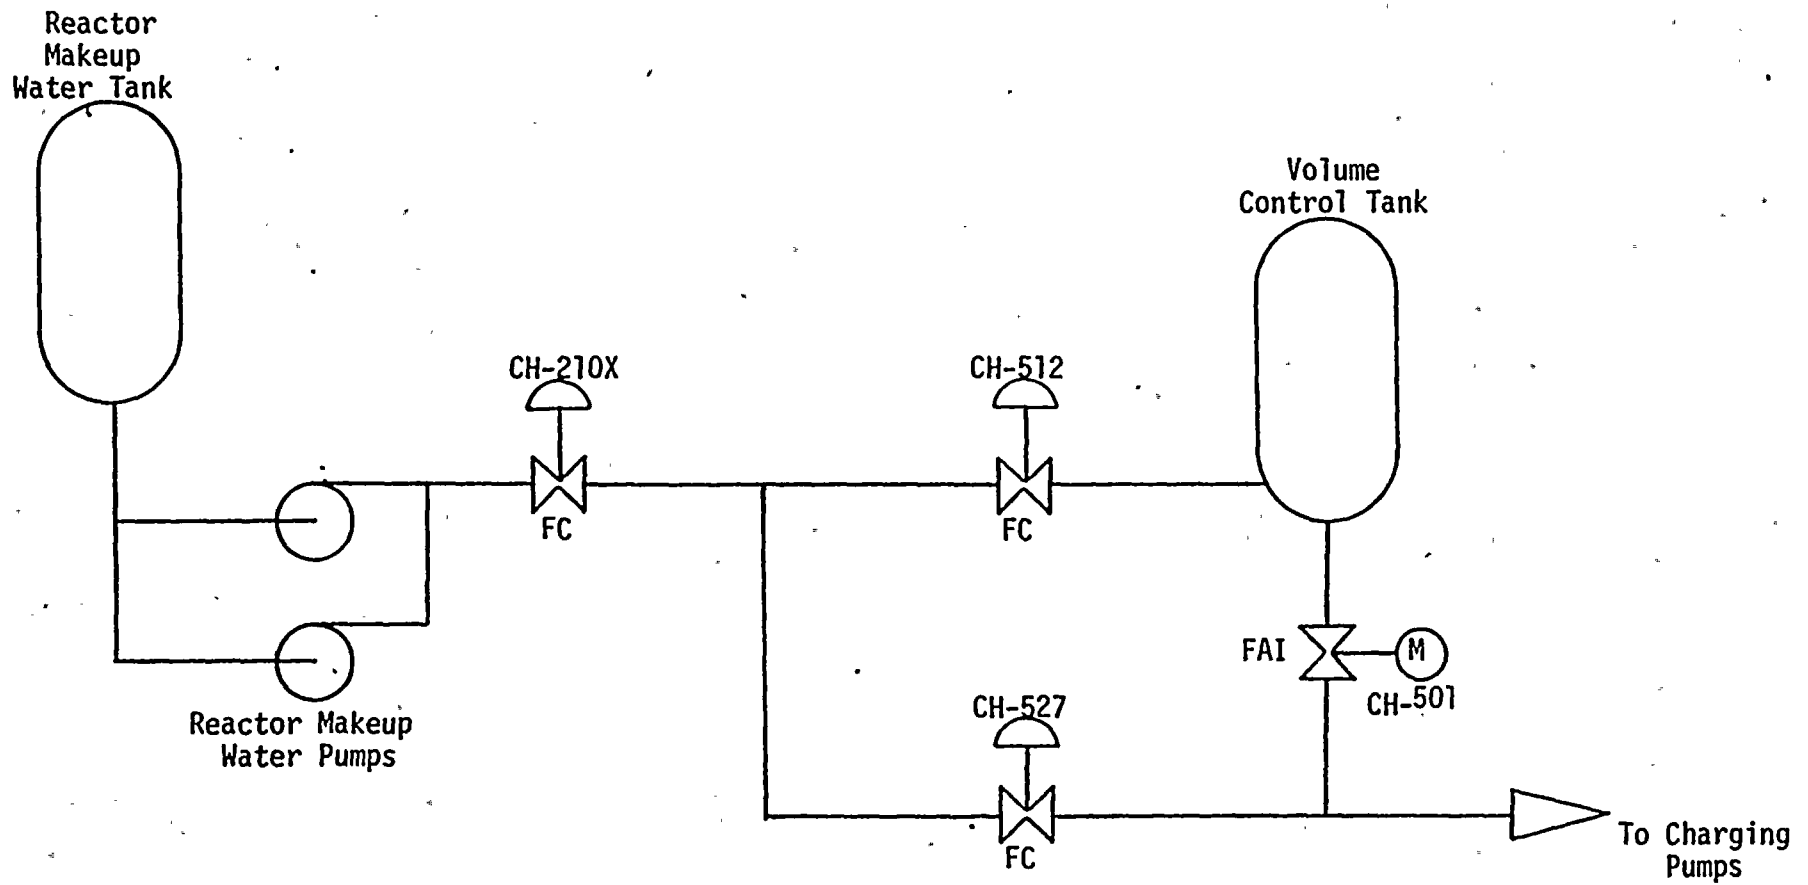 Reactor
Makeup
Water Tank
Volume
Control Tank
CH-210X
CH-512
FC
FC
FAI
M
CH-501
CH-527
Reactor Makeup
Water Pumps
FC
To Charging
Pumps